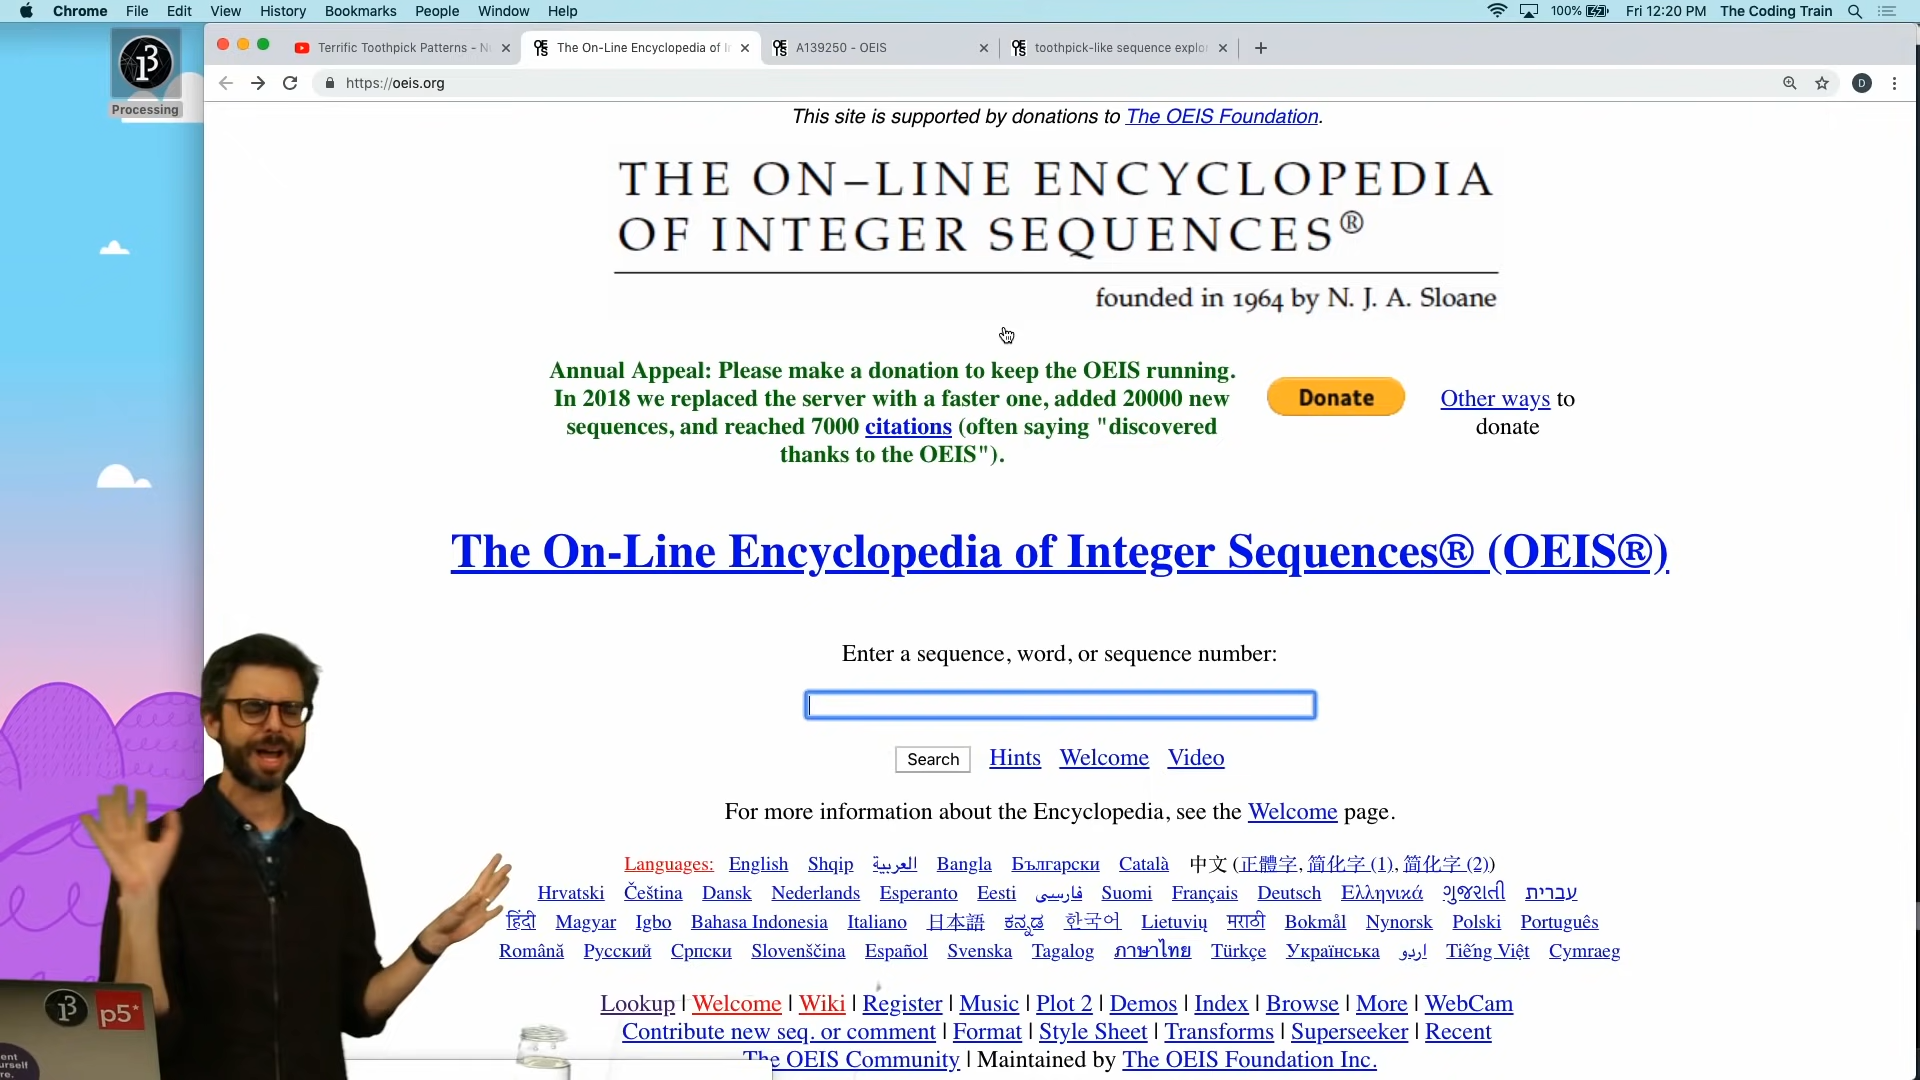 Chrome File Edit View History Bookmarks People Window Help 100% Fri 12:20 PM The Coding Train
Terrific Toothpick Patterns - N
The On-Line Encyclopedia of I
A139250 - OEIS
toothpick-like sequence explo
https://oeis.org
D
Processing
This site is supported by donations to The OEIS Foundation.
THE ON–LINE ENCYCLOPEDIA
OF INTEGER SEQUENCES®
founded in 1964 by N. J. A. Sloane
Annual Appeal: Please make a donation to keep the OEIS running.
In 2018 we replaced the server with a faster one, added 20000 new
sequences, and reached 7000 citations (often saying "discovered
thanks to the OEIS").
Donate
Other ways to
donate
The On-Line Encyclopedia of Integer Sequences® (OEIS®)
Enter a sequence, word, or sequence number:
Search Hints Welcome Video
For more information about the Encyclopedia, see the Welcome page.
Languages: English Shqip العربية Bangla Български Català 中文 (正體字, 简化字 (1), 简化字 (2))
Hrvatski Čeština Dansk Nederlands Esperanto Eesti فارسی Suomi Français Deutsch Ελληνικά ગુજરાતી עברית
हिंदी Magyar Igbo Bahasa Indonesia Italiano 日本語 ಕನ್ನಡ 한국어 Lietuvių मराठी Bokmål Nynorsk Polski Português
Română Русский Српски Slovenščina Español Svenska Tagalog ภาษาไทย Türkçe Українська اردو Tiếng Việt Cymraeg
Lookup | Welcome | Wiki | Register | Music | Plot 2 | Demos | Index | Browse | More | WebCam
Contribute new seq. or comment | Format | Style Sheet | Transforms | Superseeker | Recent
The OEIS Community | Maintained by The OEIS Foundation Inc.
p5*